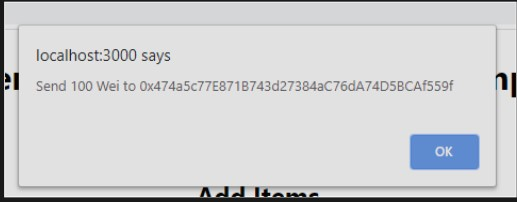 localhost:3000 says
Send 100 Wei to 0x474a5c77E871B743d27384aC76dA74D5BCAf559f
OK
Add Items